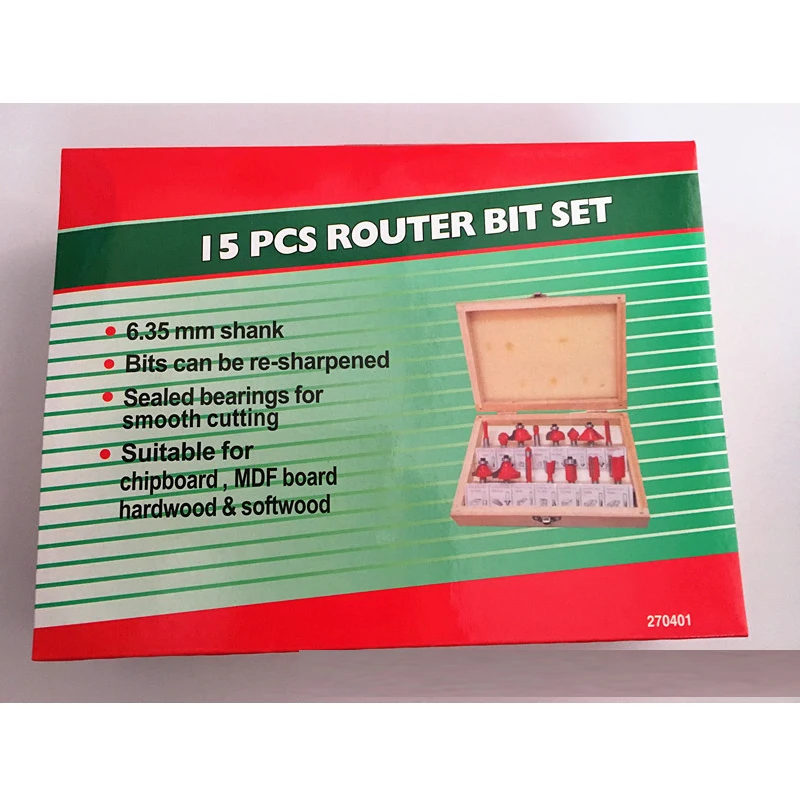 15 PCS ROUTER BIT SET
6.35 mm shank
Bits can be re-sharpened
Sealed bearings for
smooth cutting
Suitable for
chipboard , MDF board
hardwood & softwood
270401